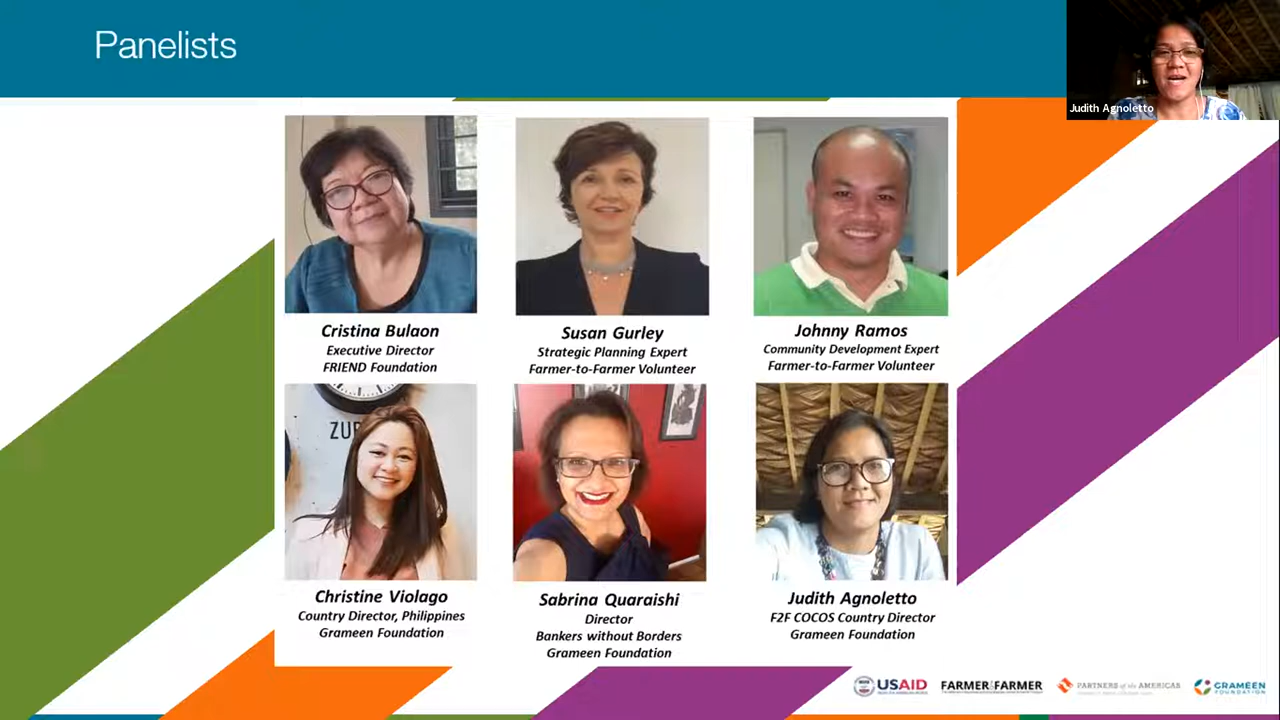 Panelists
Judith Agnoletto
Cristina Bulaon
Executive Director
FRIEND Foundation
Susan Gurley
Strategic Planning Expert
Farmer-to-Farmer Volunteer
Johnny Ramos
Community Development Expert
Farmer-to-Farmer Volunteer
ZUR
Christine Violago
Country Director, Philippines
Grameen Foundation
Sabrina Quaraishi
Director
Bankers without Borders
Grameen Foundation
Judith Agnoletto
F2F COCOS Country Director
Grameen Foundation
USAID
FARMER FARMER
PARTNERS of the AMERICAS
GRAMEEN
FOUNDATION